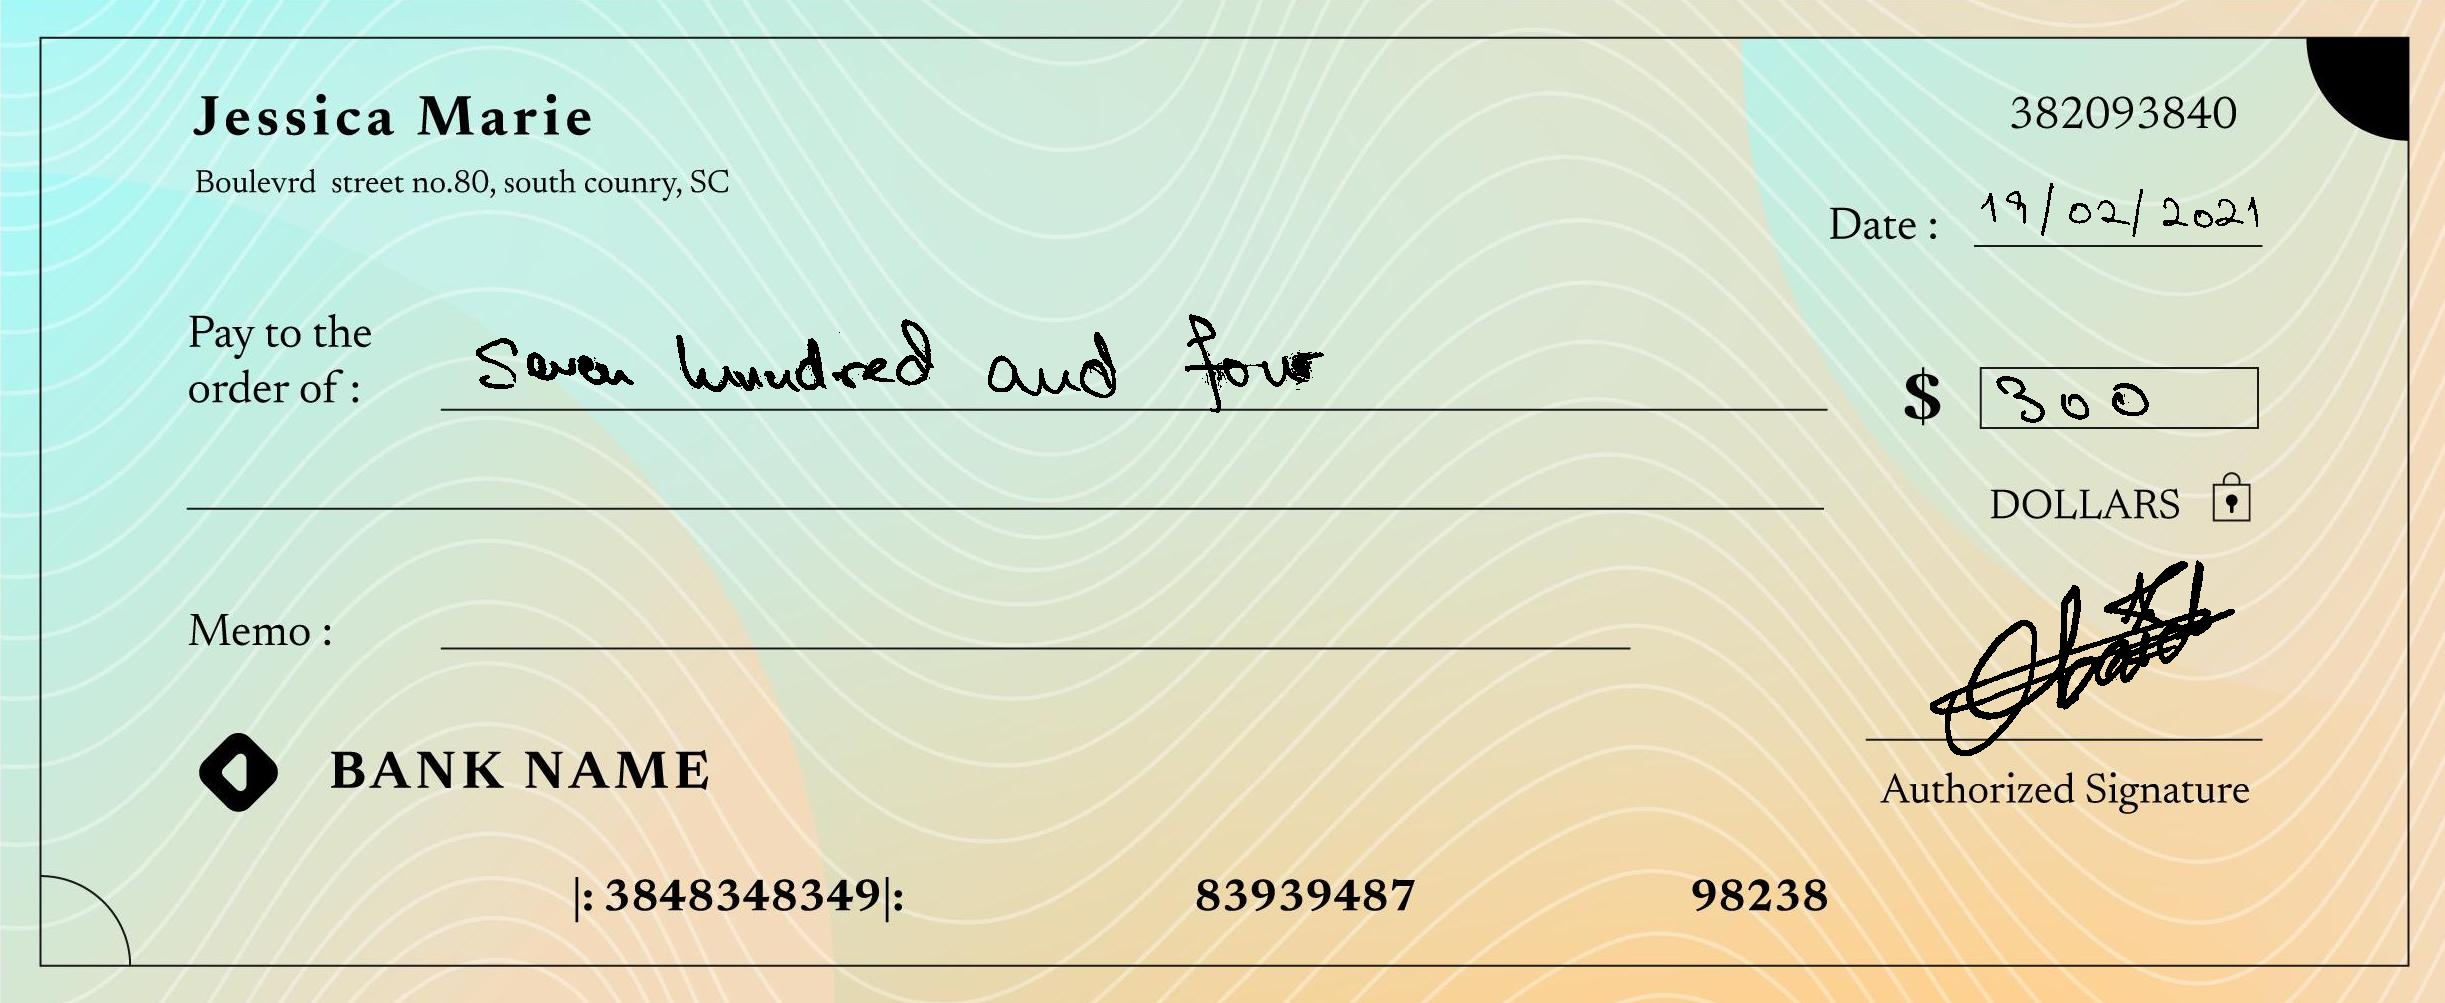 Jessica Marie
Boulevrd street no.80, south counry, SC
382093840
Date : 19/02/2021
Pay to the
order of : Seven hundred and four
$ 300
DOLLARS
Memo :
BANK NAME
Authorized Signature
|: 3848348349|: 83939487 98238